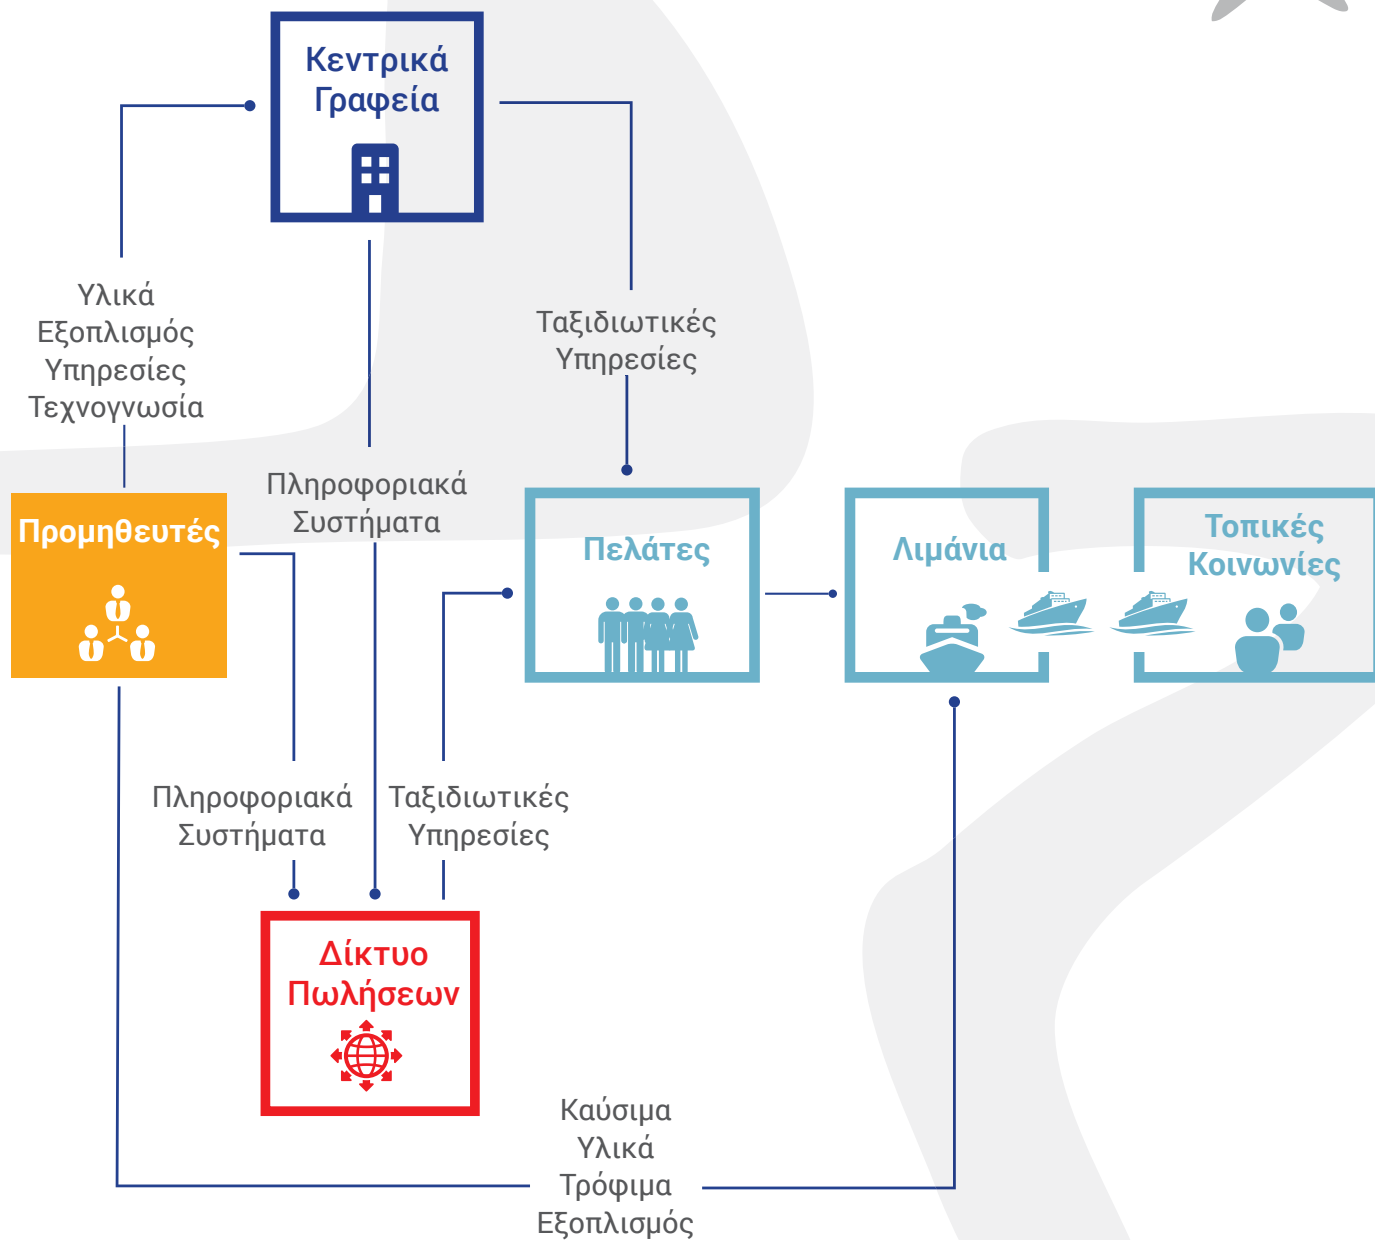 Κεντρικά
Γραφεία
Υλικά
Εξοπλισμός
Υπηρεσίες
Τεχνογνωσία
Ταξιδιωτικές
Υπηρεσίες
Πληροφοριακά
Συστήματα
Προμηθευτές
Πελάτες
Λιμάνια
Τοπικές
Κοινωνίες
Πληροφοριακά
Συστήματα
Ταξιδιωτικές
Υπηρεσίες
Δίκτυο
Πωλήσεων
Καύσιμα
Υλικά
Τρόφιμα
Εξοπλισμός